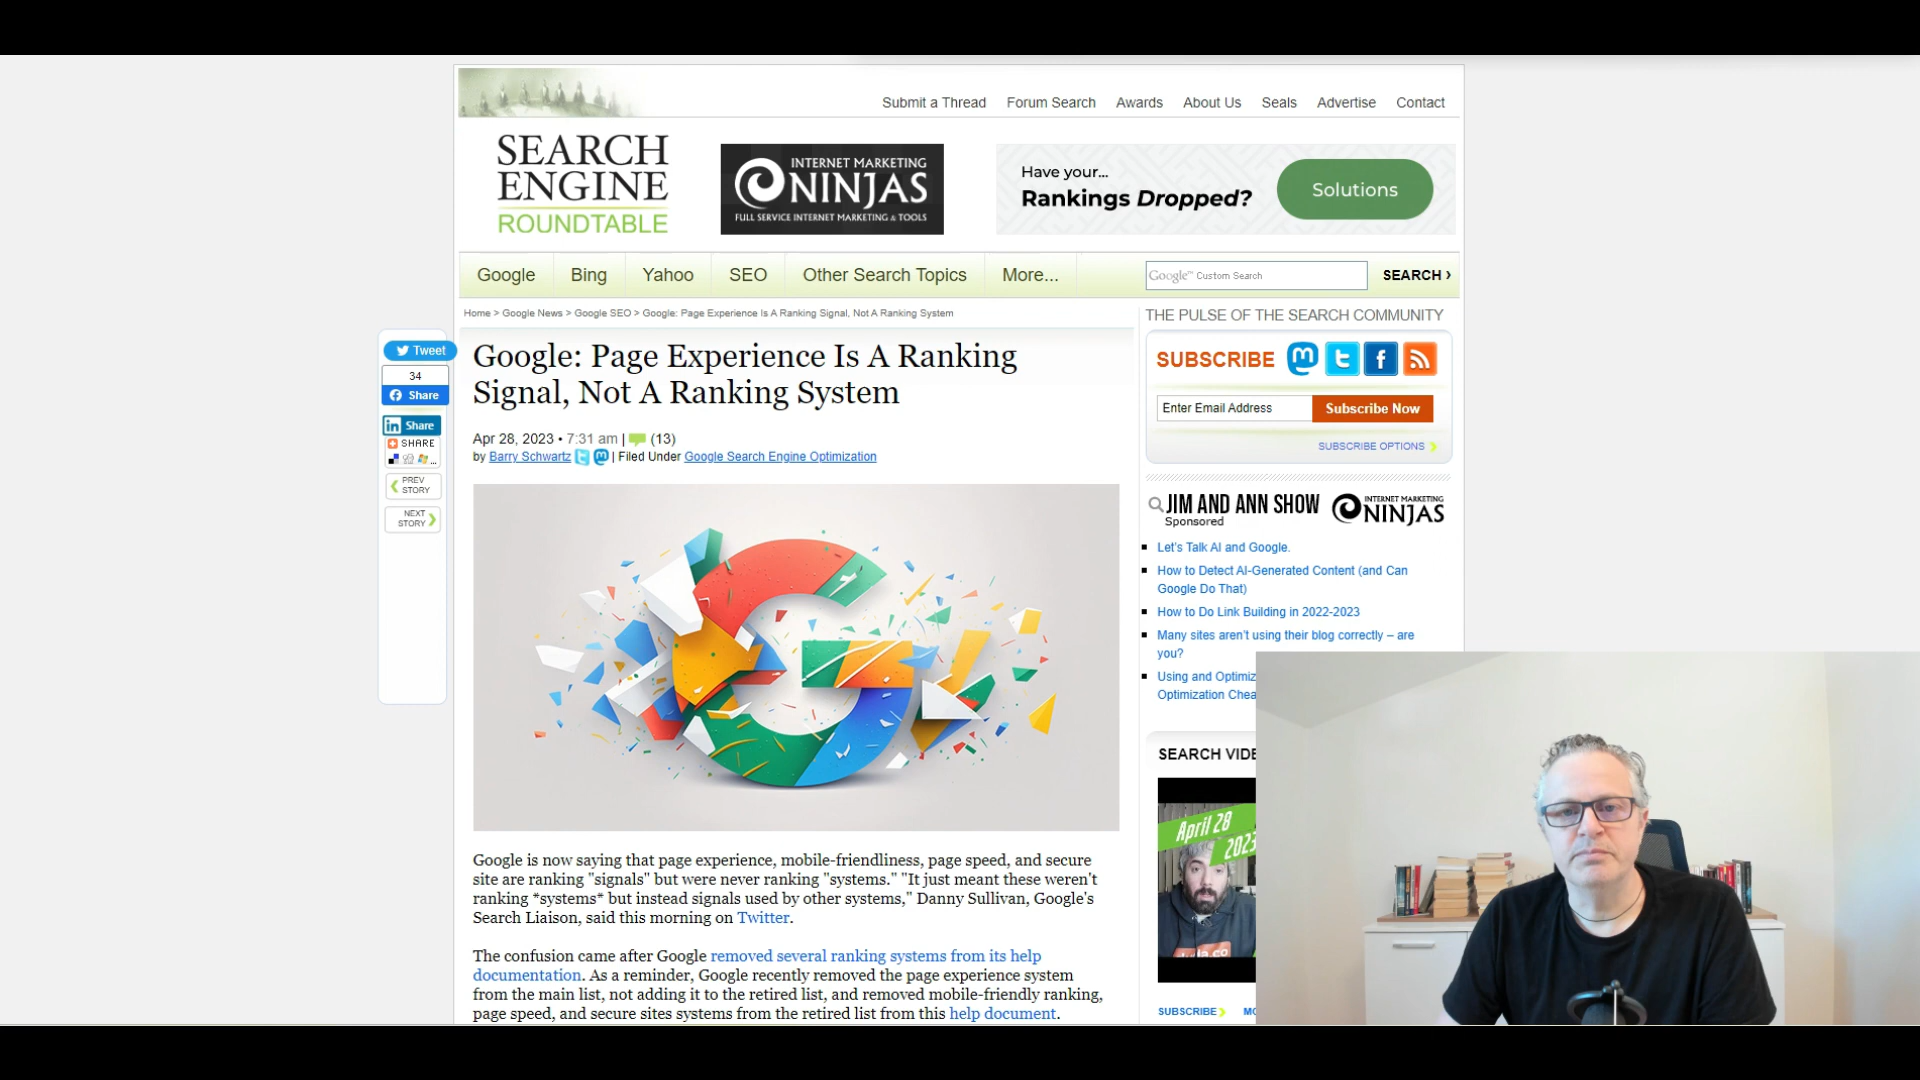 Submit a Thread Forum Search Awards About Us Seals Advertise Contact
SEARCH
ENGINE
ROUNDTABLE
INTERNET MARKETING
NINJAS
FULL SERVICE INTERNET MARKETING & TOOLS
Have your...
Rankings Dropped?
Solutions
Google Bing Yahoo SEO Other Search Topics More...
Google™ Custom Search
SEARCH ›
Home > Google News > Google SEO > Google: Page Experience Is A Ranking Signal, Not A Ranking System
Tweet
34
Share
Share
SHARE
...
PREV
STORY
NEXT
STORY
Google: Page Experience Is A Ranking
Signal, Not A Ranking System
Apr 28, 2023 • 7:31 am | (13)
by Barry Schwartz | Filed Under Google Search Engine Optimization
Google is now saying that page experience, mobile-friendliness, page speed, and secure
site are ranking "signals" but were never ranking "systems." "It just meant these weren't
ranking *systems* but instead signals used by other systems," Danny Sullivan, Google's
Search Liaison, said this morning on Twitter.
The confusion came after Google removed several ranking systems from its help
documentation. As a reminder, Google recently removed the page experience system
from the main list, not adding it to the retired list, and removed mobile-friendly ranking,
page speed, and secure sites systems from the retired list from this help document.
THE PULSE OF THE SEARCH COMMUNITY
SUBSCRIBE
Enter Email Address Subscribe Now
SUBSCRIBE OPTIONS
JIM AND ANN SHOW
Sponsored
INTERNET MARKETING
NINJAS
Let's Talk AI and Google.
How to Detect AI-Generated Content (and Can
Google Do That)
How to Do Link Building in 2022-2023
Many sites aren't using their blog correctly – are
you?
Using and Optimiz
Optimization Chea
SEARCH VIDE
April 28
2023
SUBSCRIBE MO